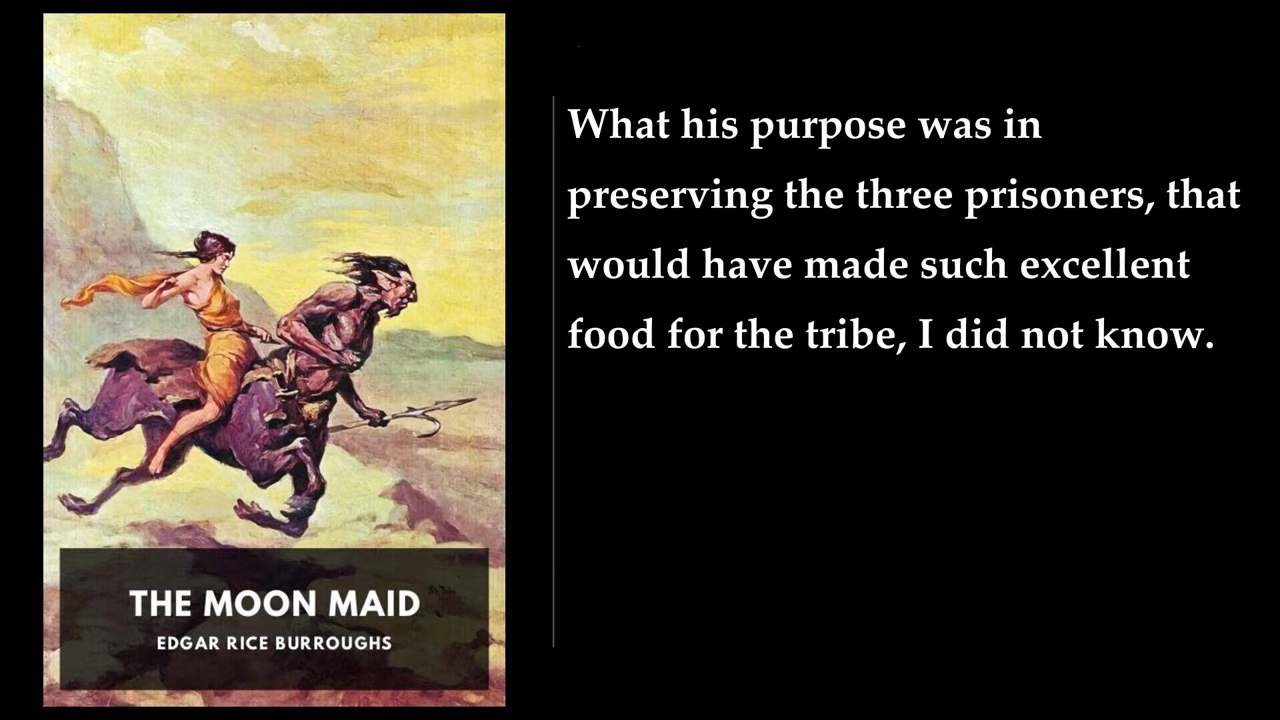 What his purpose was in
preserving the three prisoners, that
would have made such excellent
food for the tribe, I did not know.
THE MOON MAID
EDGAR RICE BURROUGHS